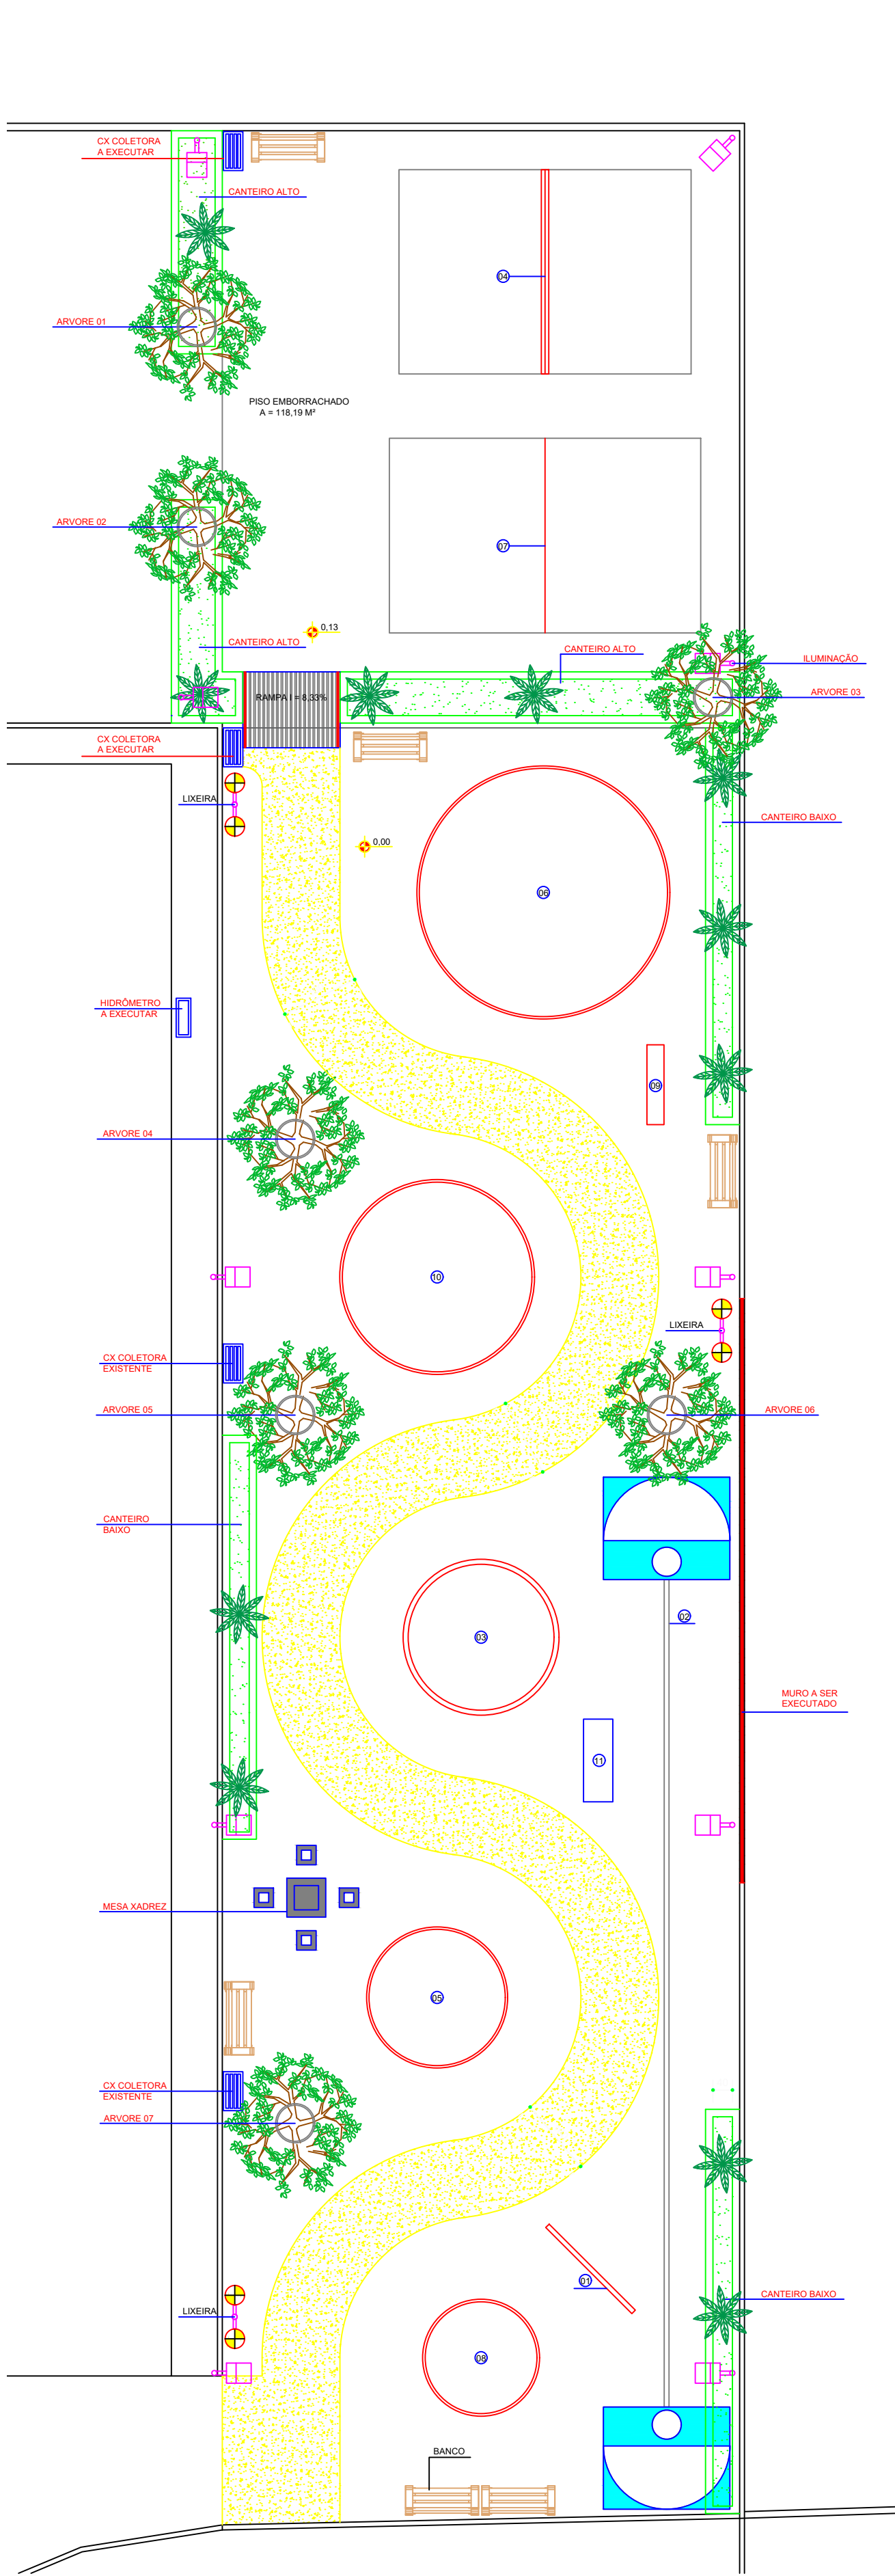 CX COLETORA
A EXECUTAR
CANTEIRO ALTO
04
ARVORE 01
PISO EMBORRACHADO
A = 118,19 M²
ARVORE 02
07
0,13
CANTEIRO ALTO
CANTEIRO ALTO
ILUMINAÇÃO
RAMPA I = 8,33%
ARVORE 03
CX COLETORA
A EXECUTAR
LIXEIRA
CANTEIRO BAIXO
0,00
06
HIDRÔMETRO
A EXECUTAR
09
ARVORE 04
10
LIXEIRA
CX COLETORA
EXISTENTE
ARVORE 05
ARVORE 06
CANTEIRO
BAIXO
02
03
MURO A SER
EXECUTADO
11
MESA XADREZ
05
CX COLETORA
EXISTENTE
ARVORE 07
01
CANTEIRO BAIXO
LIXEIRA
08
BANCO